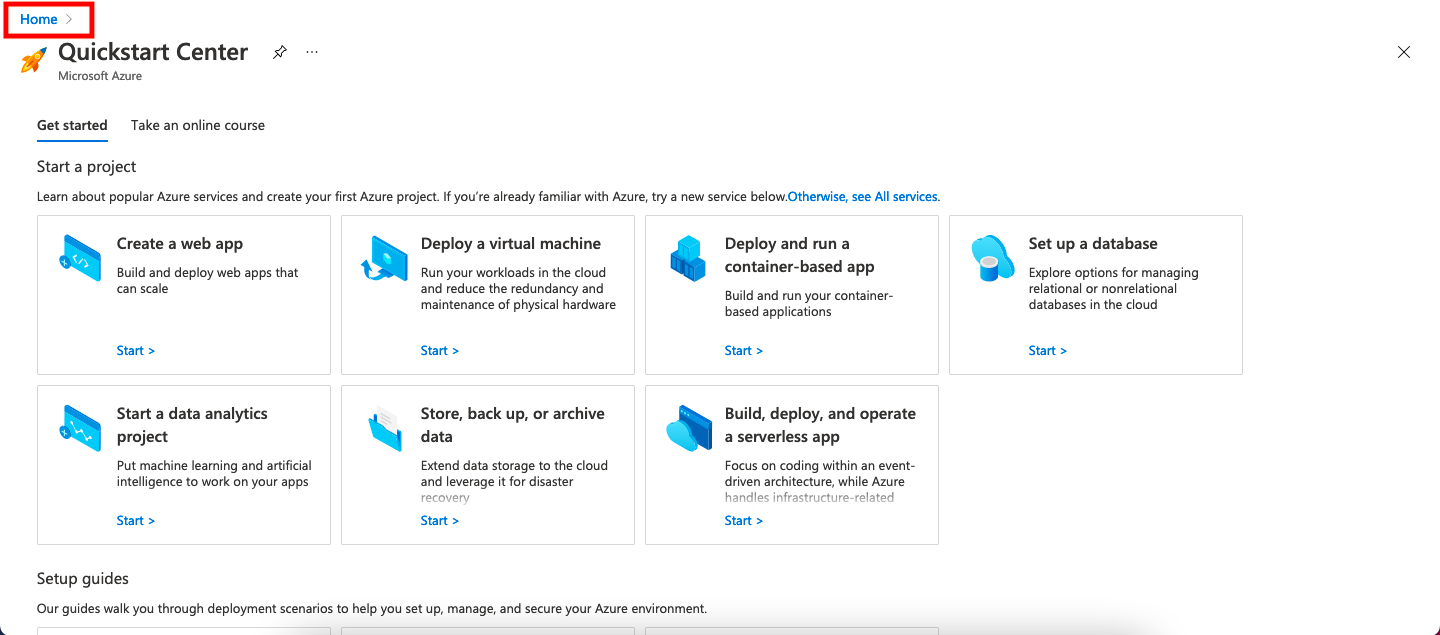 Home >
Quickstart Center
...
Microsoft Azure
Get started
Take an online course
Start a project
Learn about popular Azure services and create your first Azure project. If you're already familiar with Azure, try a new service below.Otherwise, see All services.
Create a web app
Build and deploy web apps that
can scale
Start >
Deploy a virtual machine
Run your workloads in the cloud
and reduce the redundancy and
maintenance of physical hardware
Start >
Deploy and run a
container-based app
Build and run your container-
based applications
Start >
Set up a database
Explore options for managing
relational or nonrelational
databases in the cloud
Start >
Start a data analytics
project
Put machine learning and artificial
intelligence to work on your apps
Start >
Store, back up, or archive
data
Extend data storage to the cloud
and leverage it for disaster
recovery
Start >
Build, deploy, and operate
a serverless app
Focus on coding within an event-
driven architecture, while Azure
handles infrastructure-related
Start >
Setup guides
Our guides walk you through deployment scenarios to help you set up, manage, and secure your Azure environment.